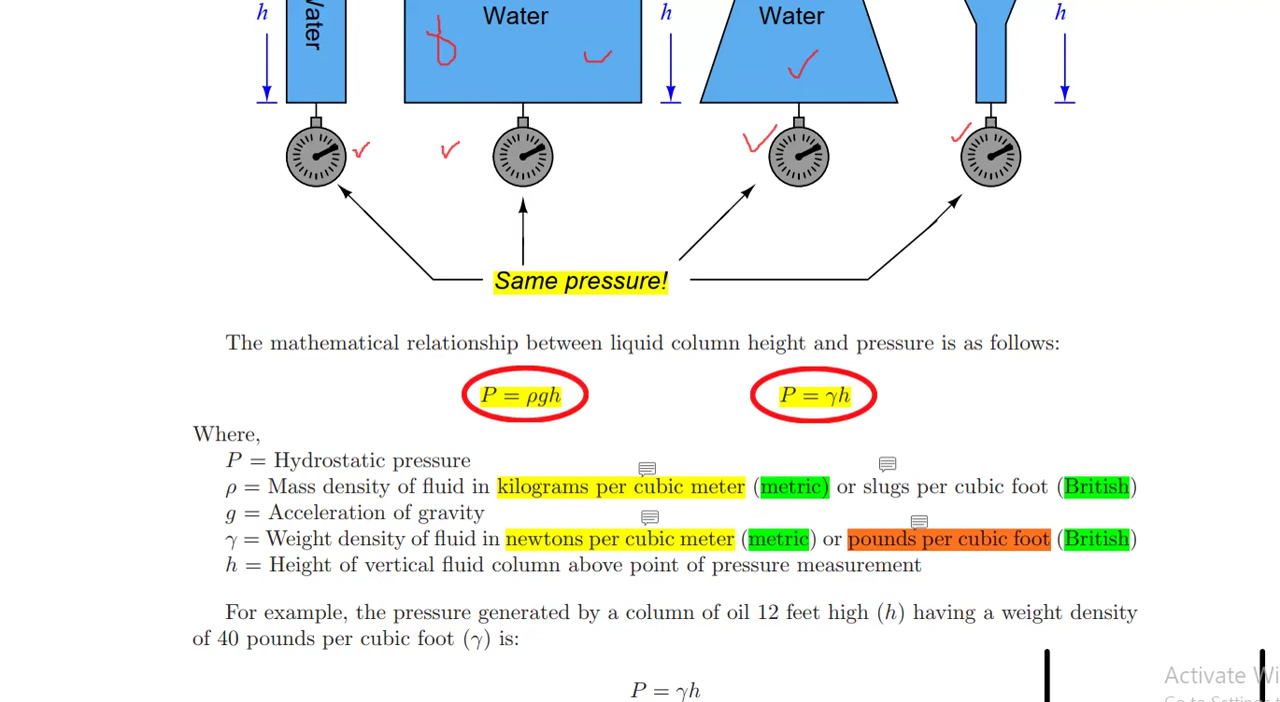 h
Water
Water
h
Water
h
Same pressure!
The mathematical relationship between liquid column height and pressure is as follows:
P = ρgh
P = γh
Where,
P = Hydrostatic pressure
ρ = Mass density of fluid in kilograms per cubic meter (metric) or slugs per cubic foot (British)
g = Acceleration of gravity
γ = Weight density of fluid in newtons per cubic meter (metric) or pounds per cubic foot (British)
h = Height of vertical fluid column above point of pressure measurement
For example, the pressure generated by a column of oil 12 feet high (h) having a weight density
of 40 pounds per cubic foot (γ) is:
P = γh
Activate Wi